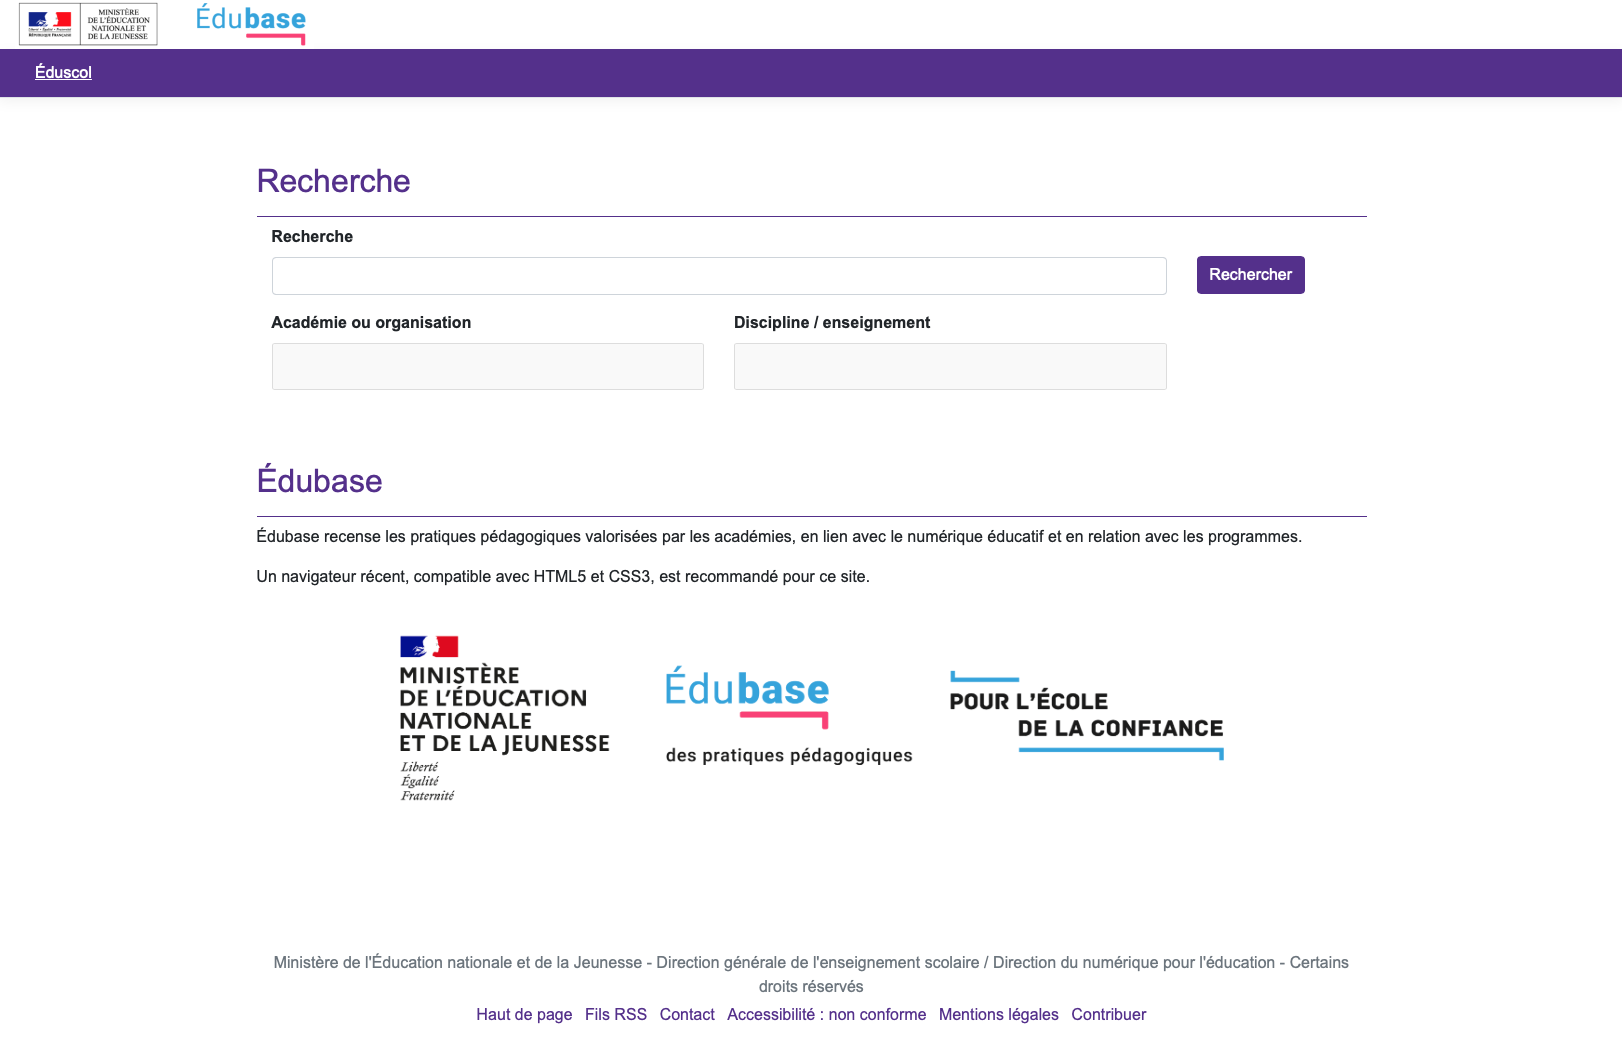 MINISTÈRE
DE L'ÉDUCATION
NATIONALE ET
DE LA JEUNESSE
Liberté • Égalité • Fraternité
RÉPUBLIQUE FRANÇAISE
Édubase
Éduscol
Recherche
Recherche
Rechercher
Académie ou organisation
Discipline / enseignement
Édubase
Édubase recense les pratiques pédagogiques valorisées par les académies, en lien avec le numérique éducatif et en relation avec les programmes.
Un navigateur récent, compatible avec HTML5 et CSS3, est recommandé pour ce site.
MINISTÈRE
DE L'ÉDUCATION
NATIONALE
ET DE LA JEUNESSE
Liberté
Égalité
Fraternité
Édubase
des pratiques pédagogiques
POUR L'ÉCOLE
DE LA CONFIANCE
Ministère de l'Éducation nationale et de la Jeunesse - Direction générale de l'enseignement scolaire / Direction du numérique pour l'éducation - Certains
droits réservés
Haut de page Fils RSS Contact Accessibilité : non conforme Mentions légales Contribuer